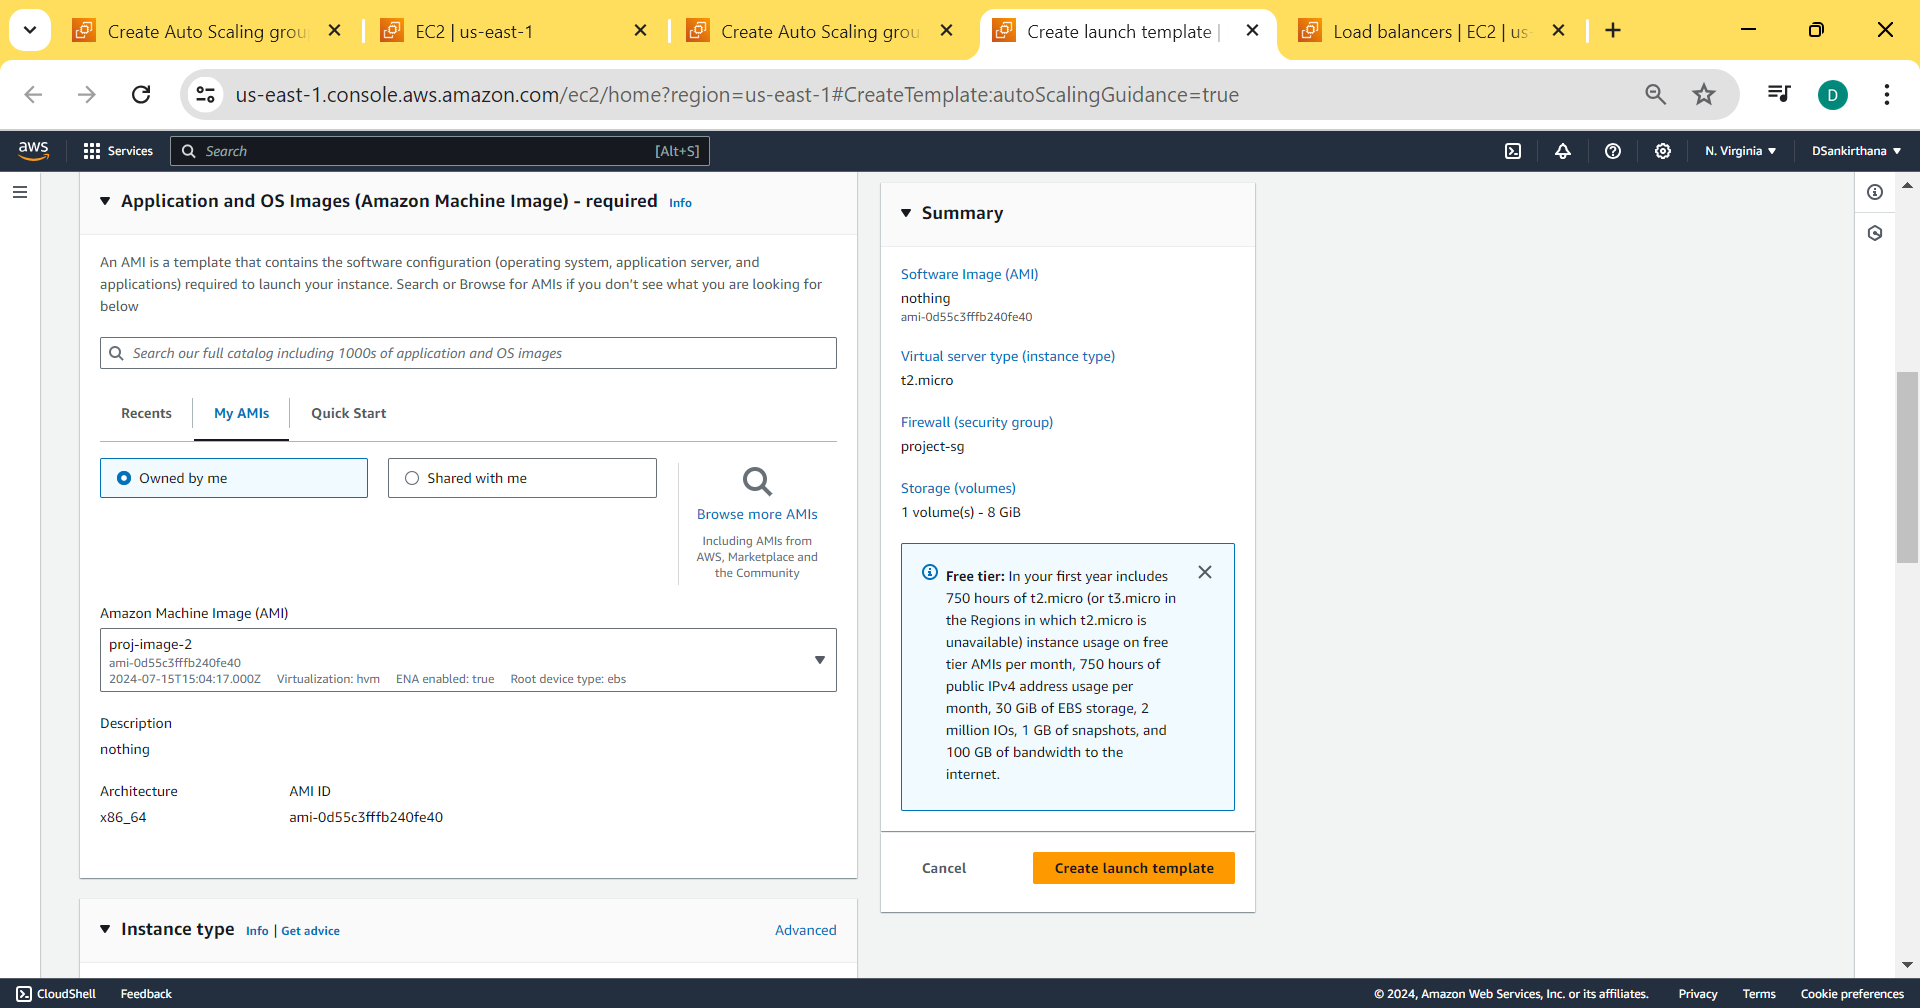 Create Auto Scaling grou
EC2 | us-east-1
Create Auto Scaling grou
Create launch template |
Load balancers | EC2 | us-
us-east-1.console.aws.amazon.com/ec2/home?region=us-east-1#CreateTemplate:autoScalingGuidance=true
D
aws
Services
Search
[Alt+S]
N. Virginia
DSankirthana
Application and OS Images (Amazon Machine Image) - required Info
An AMI is a template that contains the software configuration (operating system, application server, and
applications) required to launch your instance. Search or Browse for AMIs if you don't see what you are looking for
below
Search our full catalog including 1000s of application and OS images
Recents
My AMIs
Quick Start
Owned by me
Shared with me
Browse more AMIs
Including AMIs from
AWS, Marketplace and
the Community
Amazon Machine Image (AMI)
proj-image-2
ami-0d55c3fffb240fe40
2024-07-15T15:04:17.000Z Virtualization: hvm ENA enabled: true Root device type: ebs
Description
nothing
Architecture
AMI ID
x86_64
ami-0d55c3fffb240fe40
Instance type Info | Get advice
Advanced
Summary
Software Image (AMI)
nothing
ami-0d55c3fffb240fe40
Virtual server type (instance type)
t2.micro
Firewall (security group)
project-sg
Storage (volumes)
1 volume(s) - 8 GiB
Free tier: In your first year includes
750 hours of t2.micro (or t3.micro in
the Regions in which t2.micro is
unavailable) instance usage on free
tier AMIs per month, 750 hours of
public IPv4 address usage per
month, 30 GiB of EBS storage, 2
million IOs, 1 GB of snapshots, and
100 GB of bandwidth to the
internet.
Cancel
Create launch template
CloudShell
Feedback
© 2024, Amazon Web Services, Inc. or its affiliates.
Privacy
Terms
Cookie preferences